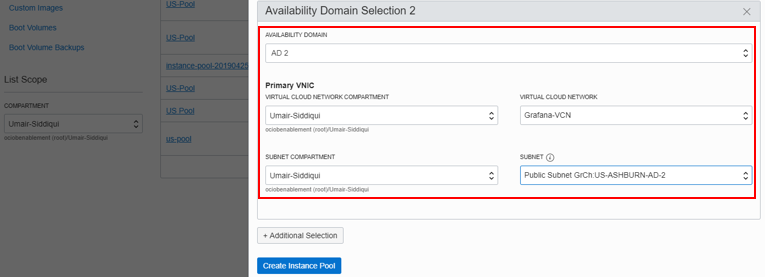 Custom Images
Boot Volumes
Boot Volume Backups
List Scope
COMPARTMENT
Umair-Siddiqui
ociobenablement (root)/Umair-Siddiqui
US-Pool
US-Pool
instance-pool-20190425
US-Pool
US Pool
us-pool
Availability Domain Selection 2
AVAILABILITY DOMAIN
AD 2
Primary VNIC
VIRTUAL CLOUD NETWORK COMPARTMENT
Umair-Siddiqui
ociobenablement (root)/Umair-Siddiqui
VIRTUAL CLOUD NETWORK
Grafana-VCN
SUBNET COMPARTMENT
Umair-Siddiqui
ociobenablement (root)/Umair-Siddiqui
SUBNET
Public Subnet GrCh:US-ASHBURN-AD-2
+ Additional Selection
Create Instance Pool